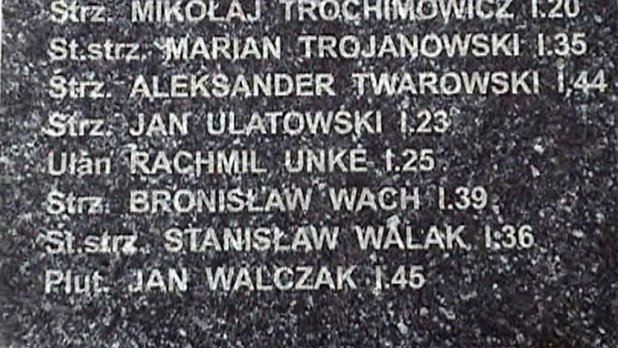 Strz. MIKOŁAJ TROCHIMOWICZ l.20
St.strz. MARIAN TROJANOWSKI l.35
Strz. ALEKSANDER TWAROWSKI l.44
Strz. JAN ULATOWSKI l.23
Ułan RACHMIL UNKE l.25
Strz. BRONISŁAW WACH l.39
St.strz. STANISŁAW WALAK l.36
Plut. JAN WALCZAK l.45